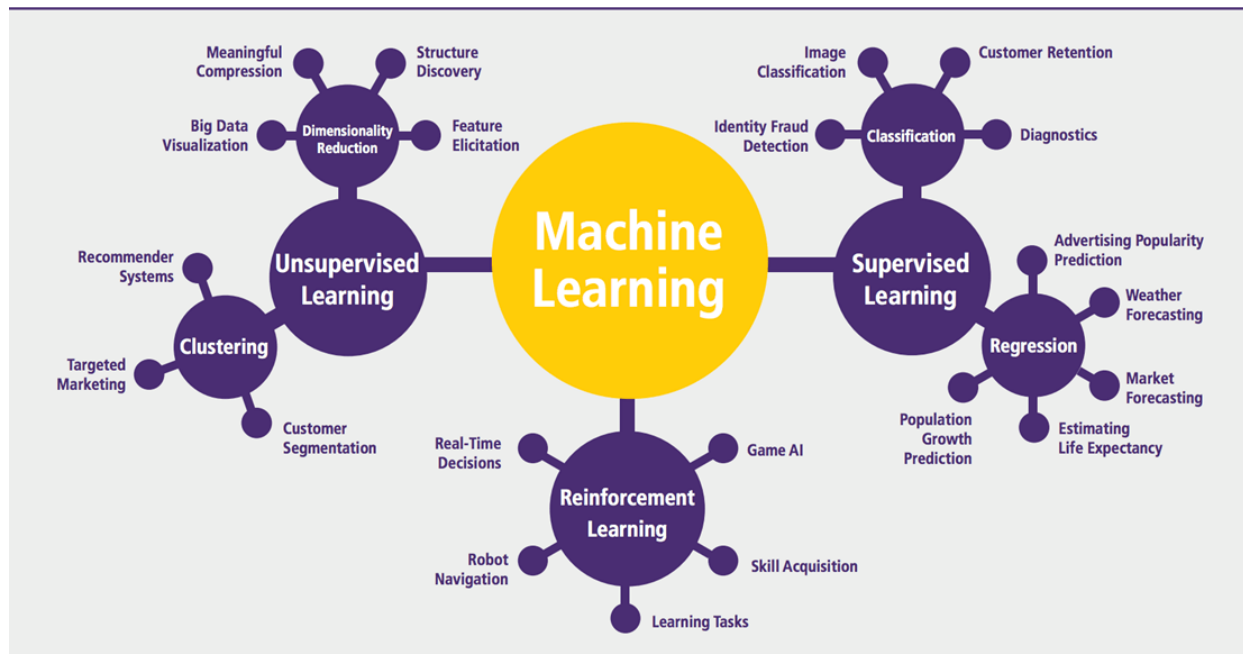 Meaningful
Compression
Structure
Discovery
Big Data
Visualization
Dimensionality
Reduction
Feature
Elicitation
Unsupervised
Learning
Recommender
Systems
Clustering
Targeted
Marketing
Customer
Segmentation
Machine
Learning
Image
Classification
Customer Retention
Identity Fraud
Detection
Classification
Diagnostics
Supervised
Learning
Advertising Popularity
Prediction
Weather
Forecasting
Regression
Market
Forecasting
Population
Growth
Prediction
Estimating
Life Expectancy
Real-Time
Decisions
Game AI
Reinforcement
Learning
Robot
Navigation
Skill Acquisition
Learning Tasks